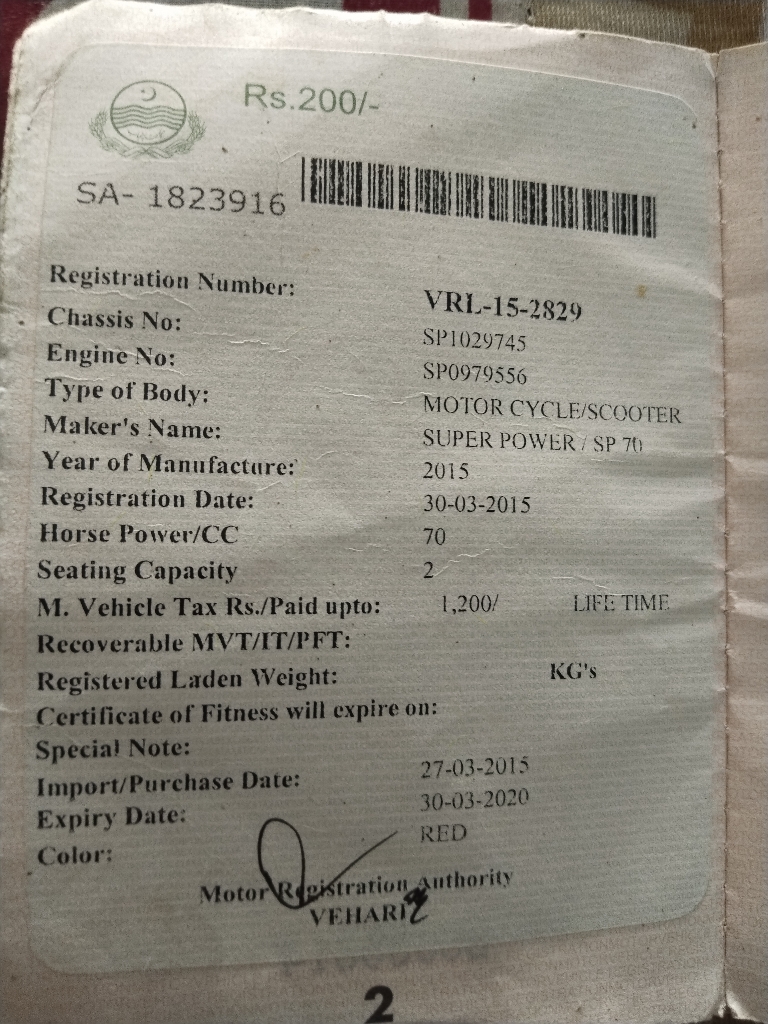 Rs.200/-
SA- 1823916
Registration Number: VRL-15-2829
Chassis No: SP1029745
Engine No: SP0979556
Type of Body: MOTOR CYCLE/SCOOTER
Maker's Name: SUPER POWER / SP 70
Year of Manufacture: 2015
Registration Date: 30-03-2015
Horse Power/CC 70
Seating Capacity 2
M. Vehicle Tax Rs./Paid upto: 1,200/ LIFE TIME
Recoverable MVT/IT/PFT:
Registered Laden Weight: KG's
Certificate of Fitness will expire on:
Special Note:
Import/Purchase Date: 27-03-2015
Expiry Date: 30-03-2020
Color: RED
Motor Registration Authority
VEHARI
2